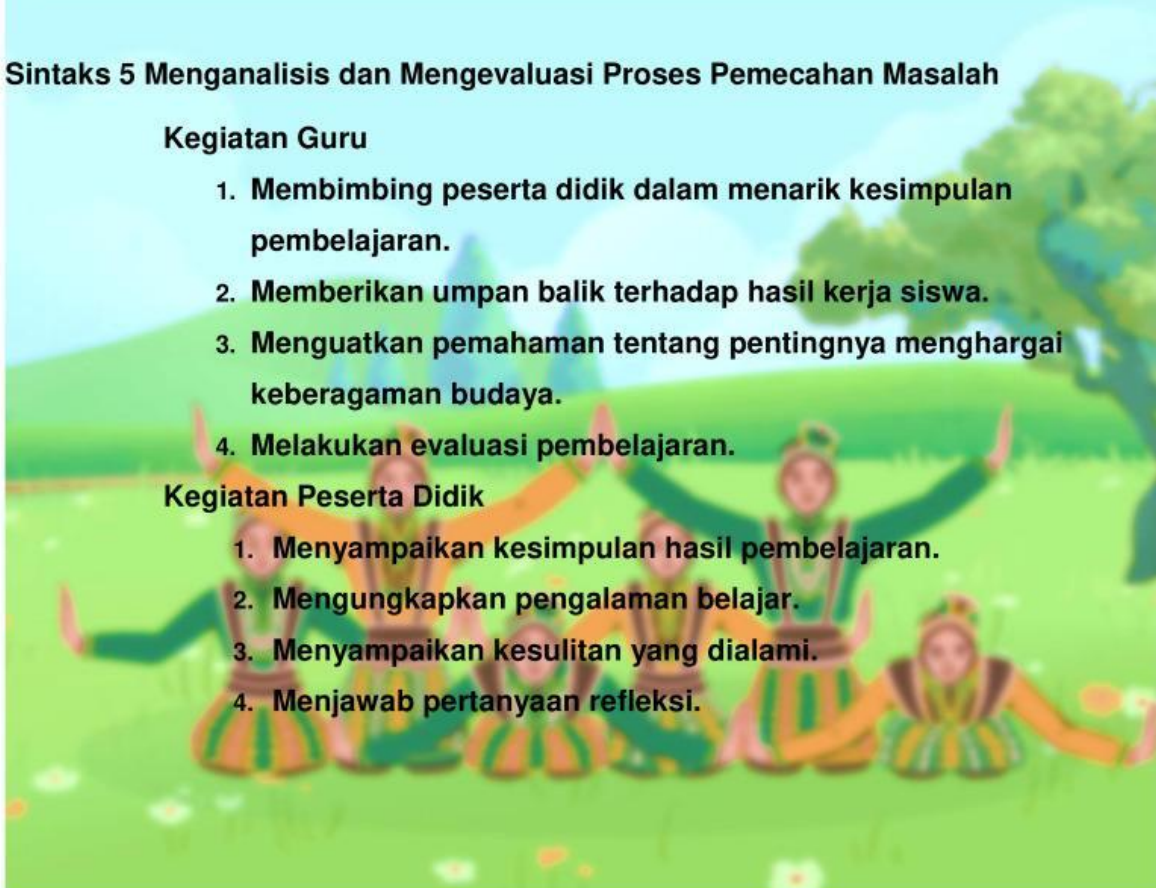 Sintaks 5 Menganalisis dan Mengevaluasi Proses Pemecahan Masalah
Kegiatan Guru
1. Membimbing peserta didik dalam menarik kesimpulan
pembelajaran.
2. Memberikan umpan balik terhadap hasil kerja siswa.
3. Menguatkan pemahaman tentang pentingnya menghargai
keberagaman budaya.
4. Melakukan evaluasi pembelajaran.
Kegiatan Peserta Didik
1. Menyampaikan kesimpulan hasil pembelajaran.
2. Mengungkapkan pengalaman belajar.
3. Menyampaikan kesulitan yang dialami.
4. Menjawab pertanyaan refleksi.